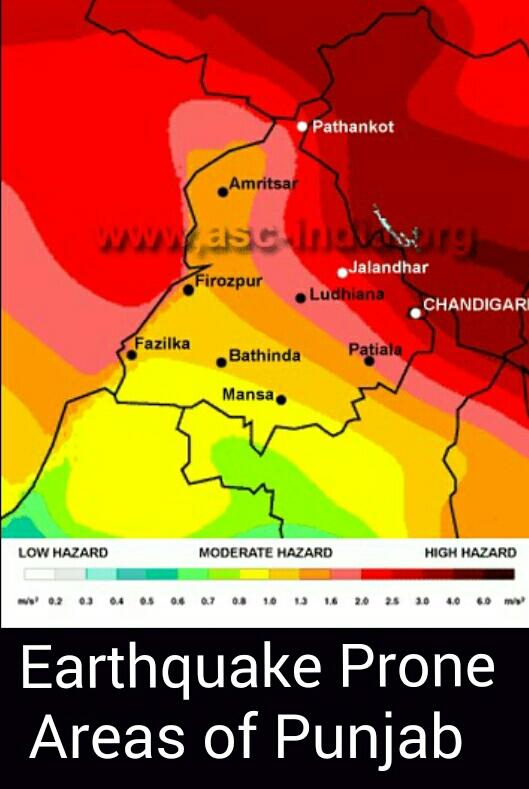 Pathankot
Amritsar
www.asc-india.org
Jalandhar
Firozpur
Ludhiana
CHANDIGAR
Fazilka
Bathinda
Patiala
Mansa
LOW HAZARD MODERATE HAZARD HIGH HAZARD
m/s² 0.2 0.3 0.4 0.5 0.6 0.7 0.8 1.0 1.3 1.6 2.0 2.5 3.0 4.0 6.0 m/s²
Earthquake Prone
Areas of Punjab